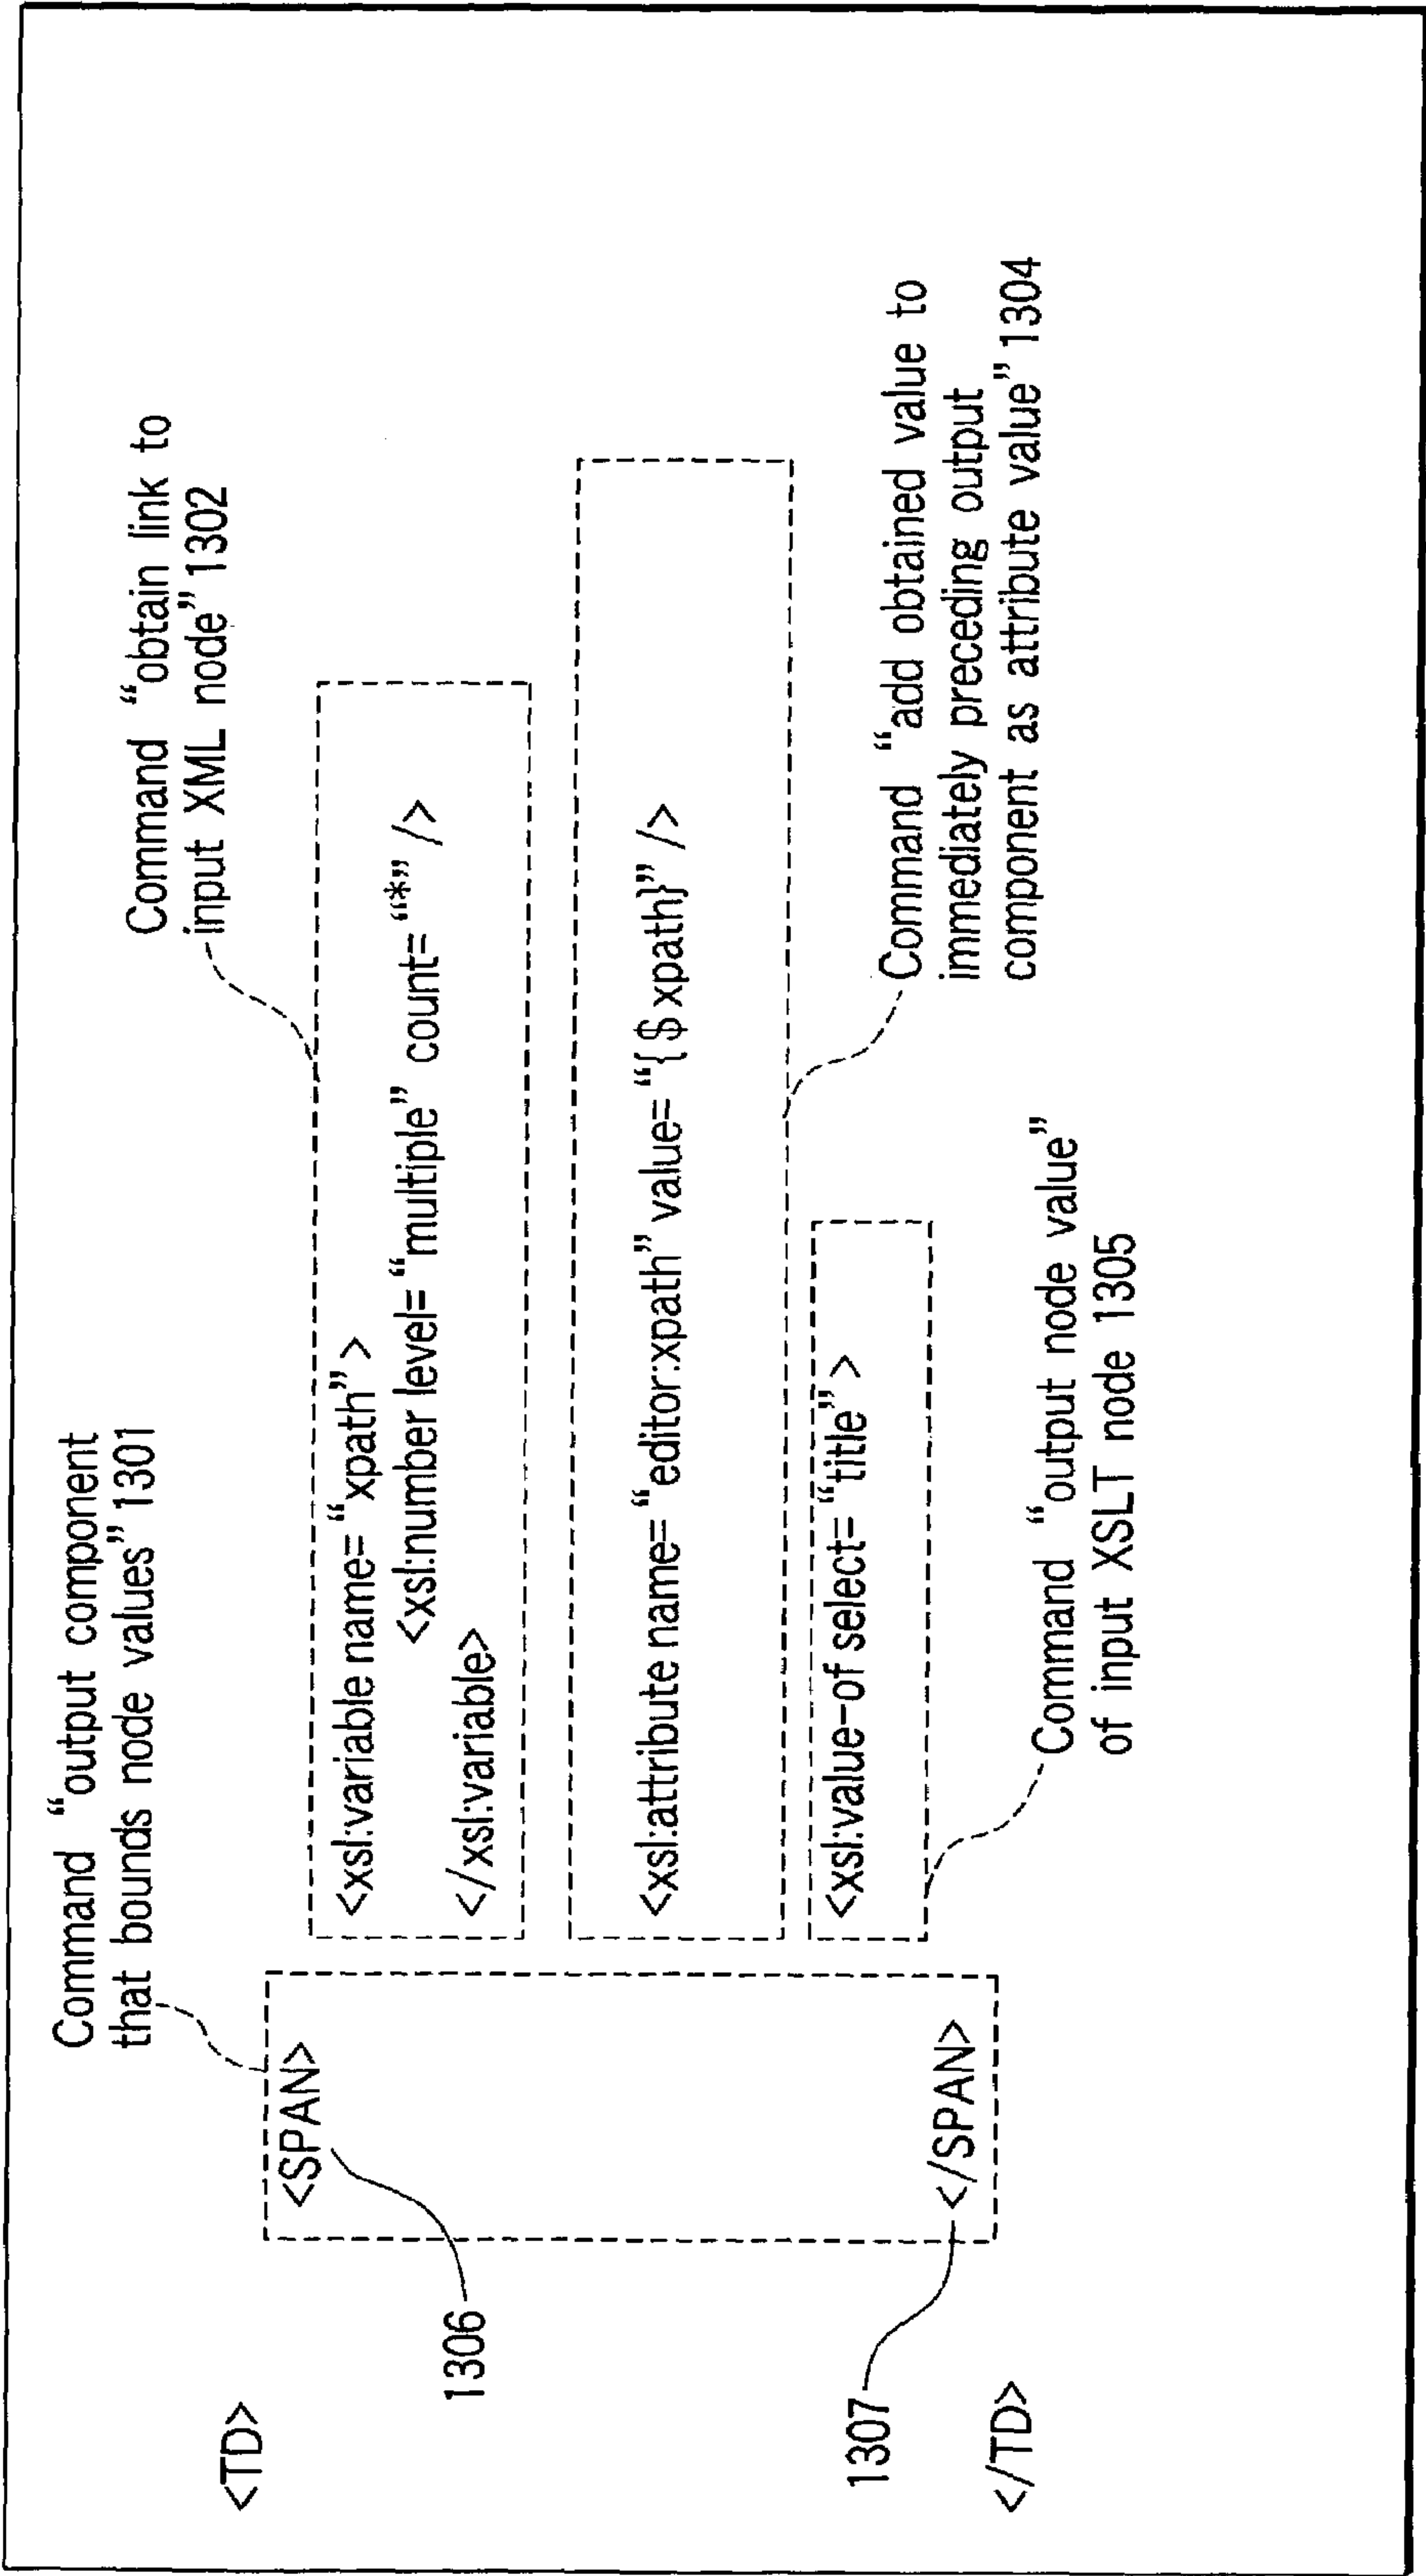 Command “output component
that bounds node values” 1301
Command “obtain link to
input XML node” 1302
<TD>
<SPAN>
1306
<xsl:variable name=“xpath” >
<xsl:number level=“multiple” count=“*” />
</xsl:variable>
<xsl:attribute name=“editor:xpath” value=“{$ xpath}” />
<xsl:value-of select=“title” >
Command “add obtained value to
immediately preceding output
component as attribute value” 1304
1307
</SPAN>
</TD>
Command “output node value”
of input XSLT node 1305